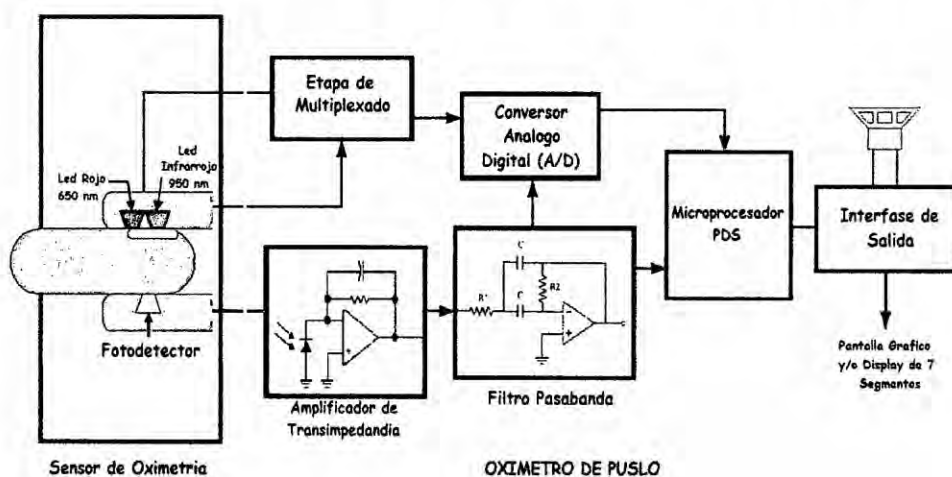 Etapa de
Multiplexado
Conversor
Analogo
Digital (A/D)
Led
Infrarrojo
950 nm
Led Rojo
650 nm
Microprocesador
PDS
Interfase de
Salida
R1
C
C
R2
Fotodetector
Amplificador de
Transimpedandia
Filtro Pasabanda
Pantalla Grafico
y/o Display de 7
Segmentos
Sensor de Oximetria
OXIMETRO DE PUSLO